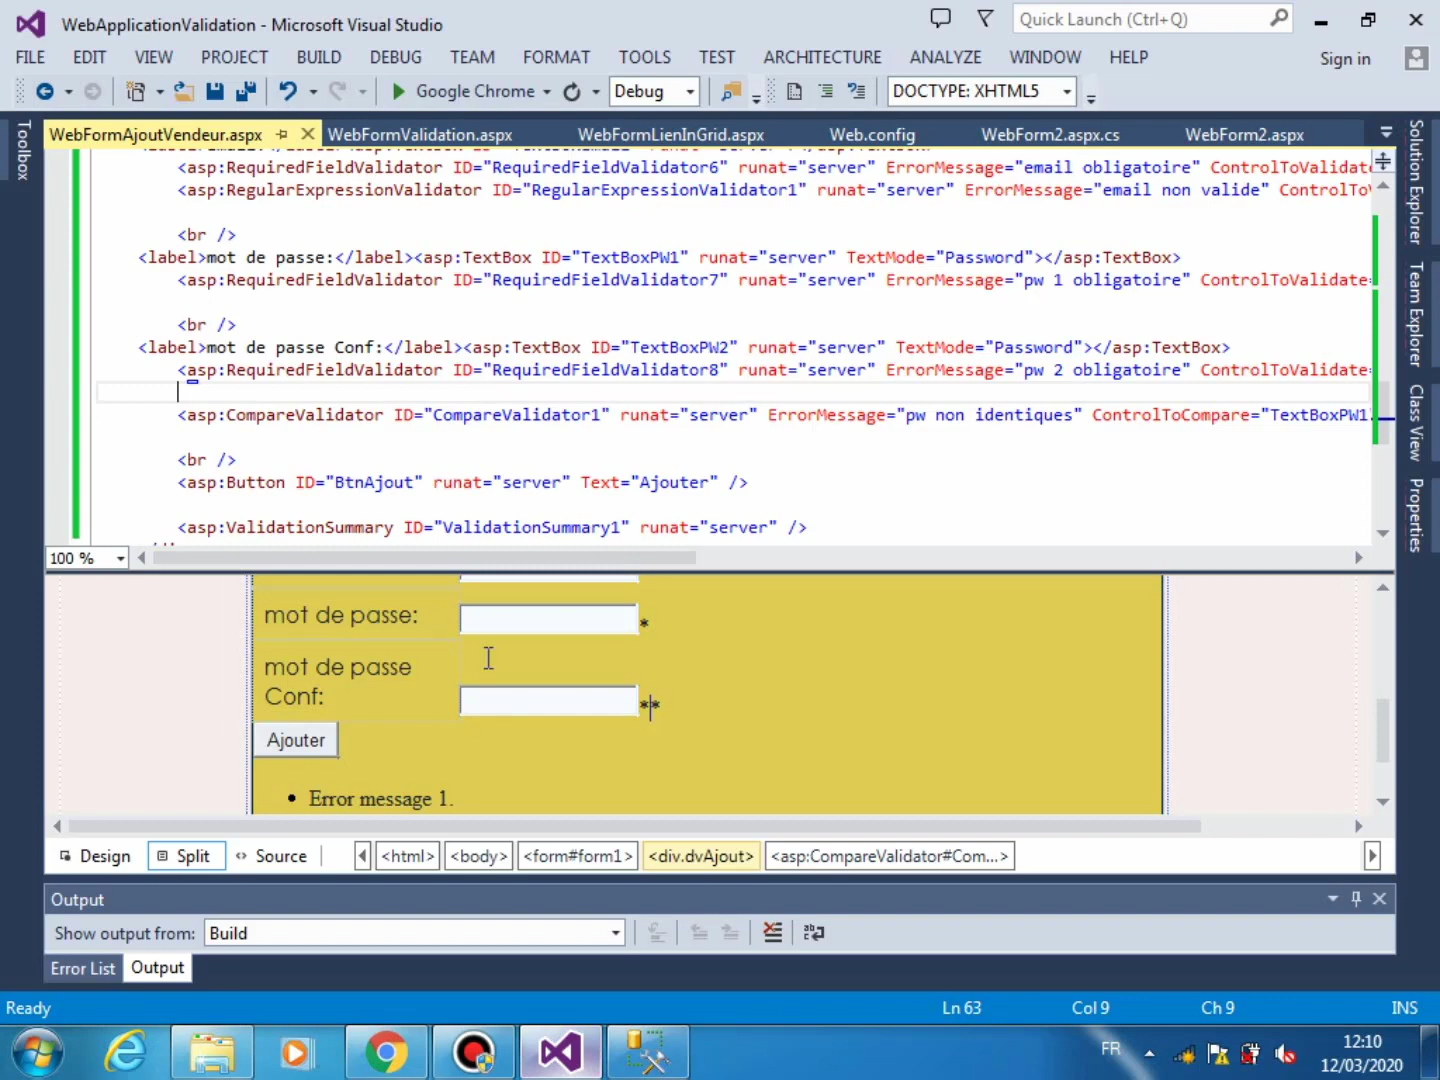 WebApplicationValidation - Microsoft Visual Studio
Quick Launch (Ctrl+Q)
FILE EDIT VIEW PROJECT BUILD DEBUG TEAM FORMAT TOOLS TEST ARCHITECTURE ANALYZE WINDOW HELP
Sign in
Google Chrome
Debug
DOCTYPE: XHTML5
Toolbox
WebFormAjoutVendeur.aspx
WebFormValidation.aspx
WebFormLienInGrid.aspx
Web.config
WebForm2.aspx.cs
WebForm2.aspx
<asp:RequiredFieldValidator ID="RequiredFieldValidator6" runat="server" ErrorMessage="email obligatoire" ControlToValidate
<asp:RegularExpressionValidator ID="RegularExpressionValidator1" runat="server" ErrorMessage="email non valide" ControlToV
<br />
<label>mot de passe:</label><asp:TextBox ID="TextBoxPW1" runat="server" TextMode="Password"></asp:TextBox>
<asp:RequiredFieldValidator ID="RequiredFieldValidator7" runat="server" ErrorMessage="pw 1 obligatoire" ControlToValidate=
<br />
<label>mot de passe Conf:</label><asp:TextBox ID="TextBoxPW2" runat="server" TextMode="Password"></asp:TextBox>
<asp:RequiredFieldValidator ID="RequiredFieldValidator8" runat="server" ErrorMessage="pw 2 obligatoire" ControlToValidate=
<asp:CompareValidator ID="CompareValidator1" runat="server" ErrorMessage="pw non identiques" ControlToCompare="TextBoxPW1
<br />
<asp:Button ID="BtnAjout" runat="server" Text="Ajouter" />
<asp:ValidationSummary ID="ValidationSummary1" runat="server" />
Solution Explorer
Team Explorer
Class View
Properties
100 %
mot de passe:
*
mot de passe
Conf:
**
Ajouter
• Error message 1.
Design
Split
Source
<html>
<body>
<form#form1>
<div.dvAjout>
<asp:CompareValidator#Com...>
Output
Show output from:
Build
Error List
Output
Ready
Ln 63
Col 9
Ch 9
INS
FR
12:10
12/03/2020